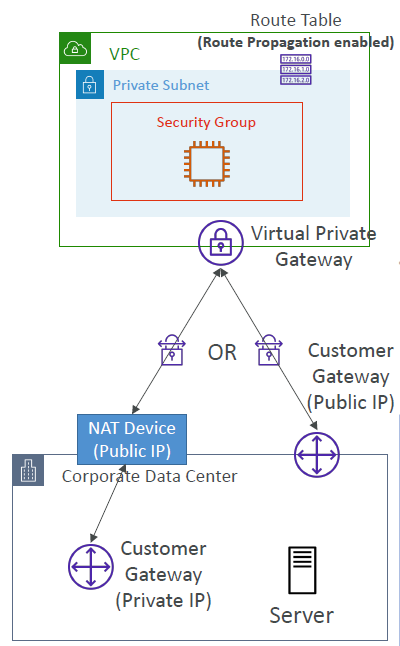 Route Table
(Route Propagation enabled)
VPC
172.16.0.0
172.16.1.0
172.16.2.0
Private Subnet
Security Group
Virtual Private
Gateway
OR
Customer
Gateway
(Public IP)
NAT Device
(Public IP)
Corporate Data Center
Customer
Gateway
(Private IP)
Server